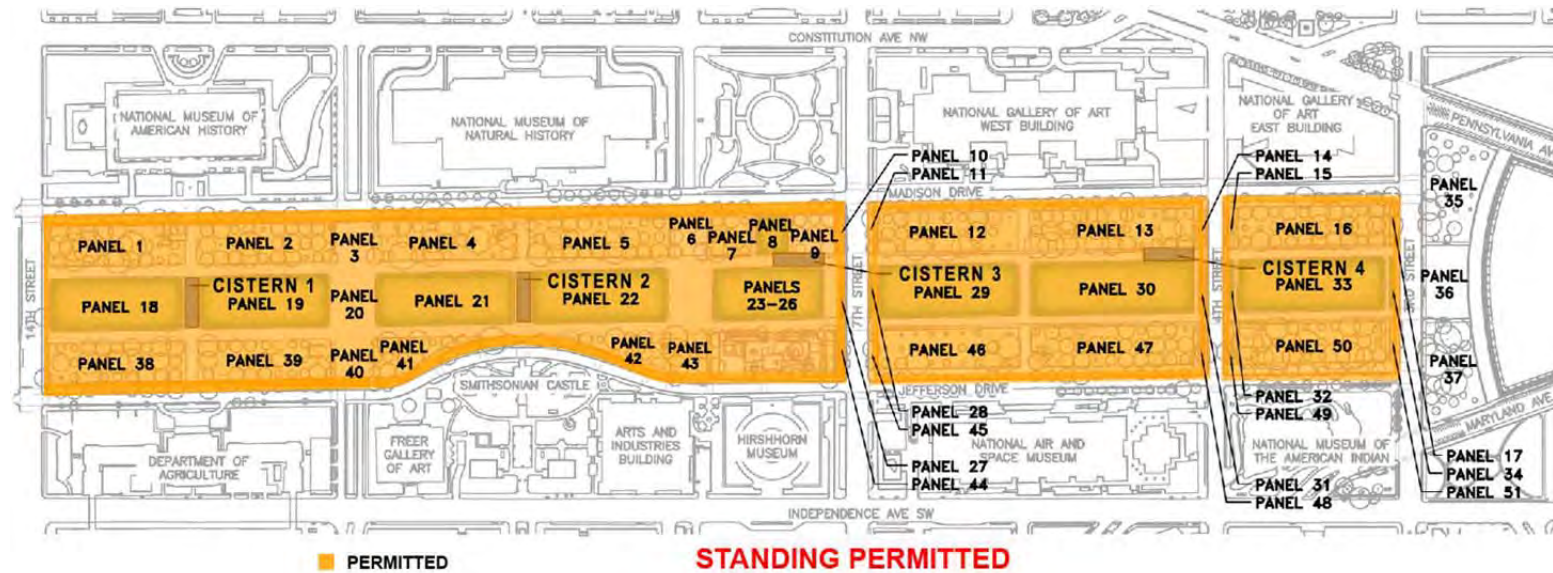 CONSTITUTION AVE NW
NATIONAL MUSEUM OF
AMERICAN HISTORY
NATIONAL MUSEUM OF
NATURAL HISTORY
NATIONAL GALLERY OF ART
WEST BUILDING
NATIONAL GALLERY
OF ART
EAST BUILDING
PENNSYLVANIA AV
PANEL 10
PANEL 11
MADISON DRIVE
PANEL 14
PANEL 15
PANEL
35
PANEL 1
PANEL 2
PANEL
3
PANEL 4
PANEL 5
PANEL
6
PANEL
7
PANEL
8
PANEL
9
PANEL 12
PANEL 13
PANEL 16
14TH STREET
PANEL 18
CISTERN 1
PANEL 19
PANEL
20
PANEL 21
CISTERN 2
PANEL 22
PANELS
23-26
7TH STREET
CISTERN 3
PANEL 29
PANEL 30
4TH STREET
CISTERN 4
PANEL 33
3RD STREET
PANEL
36
PANEL 38
PANEL 39
PANEL
40
PANEL
41
PANEL
42
PANEL
43
PANEL 46
PANEL 47
PANEL 50
PANEL
37
SMITHSONIAN CASTLE
JEFFERSON DRIVE
PANEL 28
PANEL 45
PANEL 32
PANEL 49
MARYLAND AVE
DEPARTMENT OF
AGRICULTURE
FREER
GALLERY
OF ART
ARTS AND
INDUSTRIES
BUILDING
HIRSHHORN
MUSEUM
NATIONAL AIR AND
SPACE MUSEUM
NATIONAL MUSEUM OF
THE AMERICAN INDIAN
PANEL 27
PANEL 44
PANEL 31
PANEL 48
PANEL 17
PANEL 34
PANEL 51
INDEPENDENCE AVE SW
PERMITTED
STANDING PERMITTED